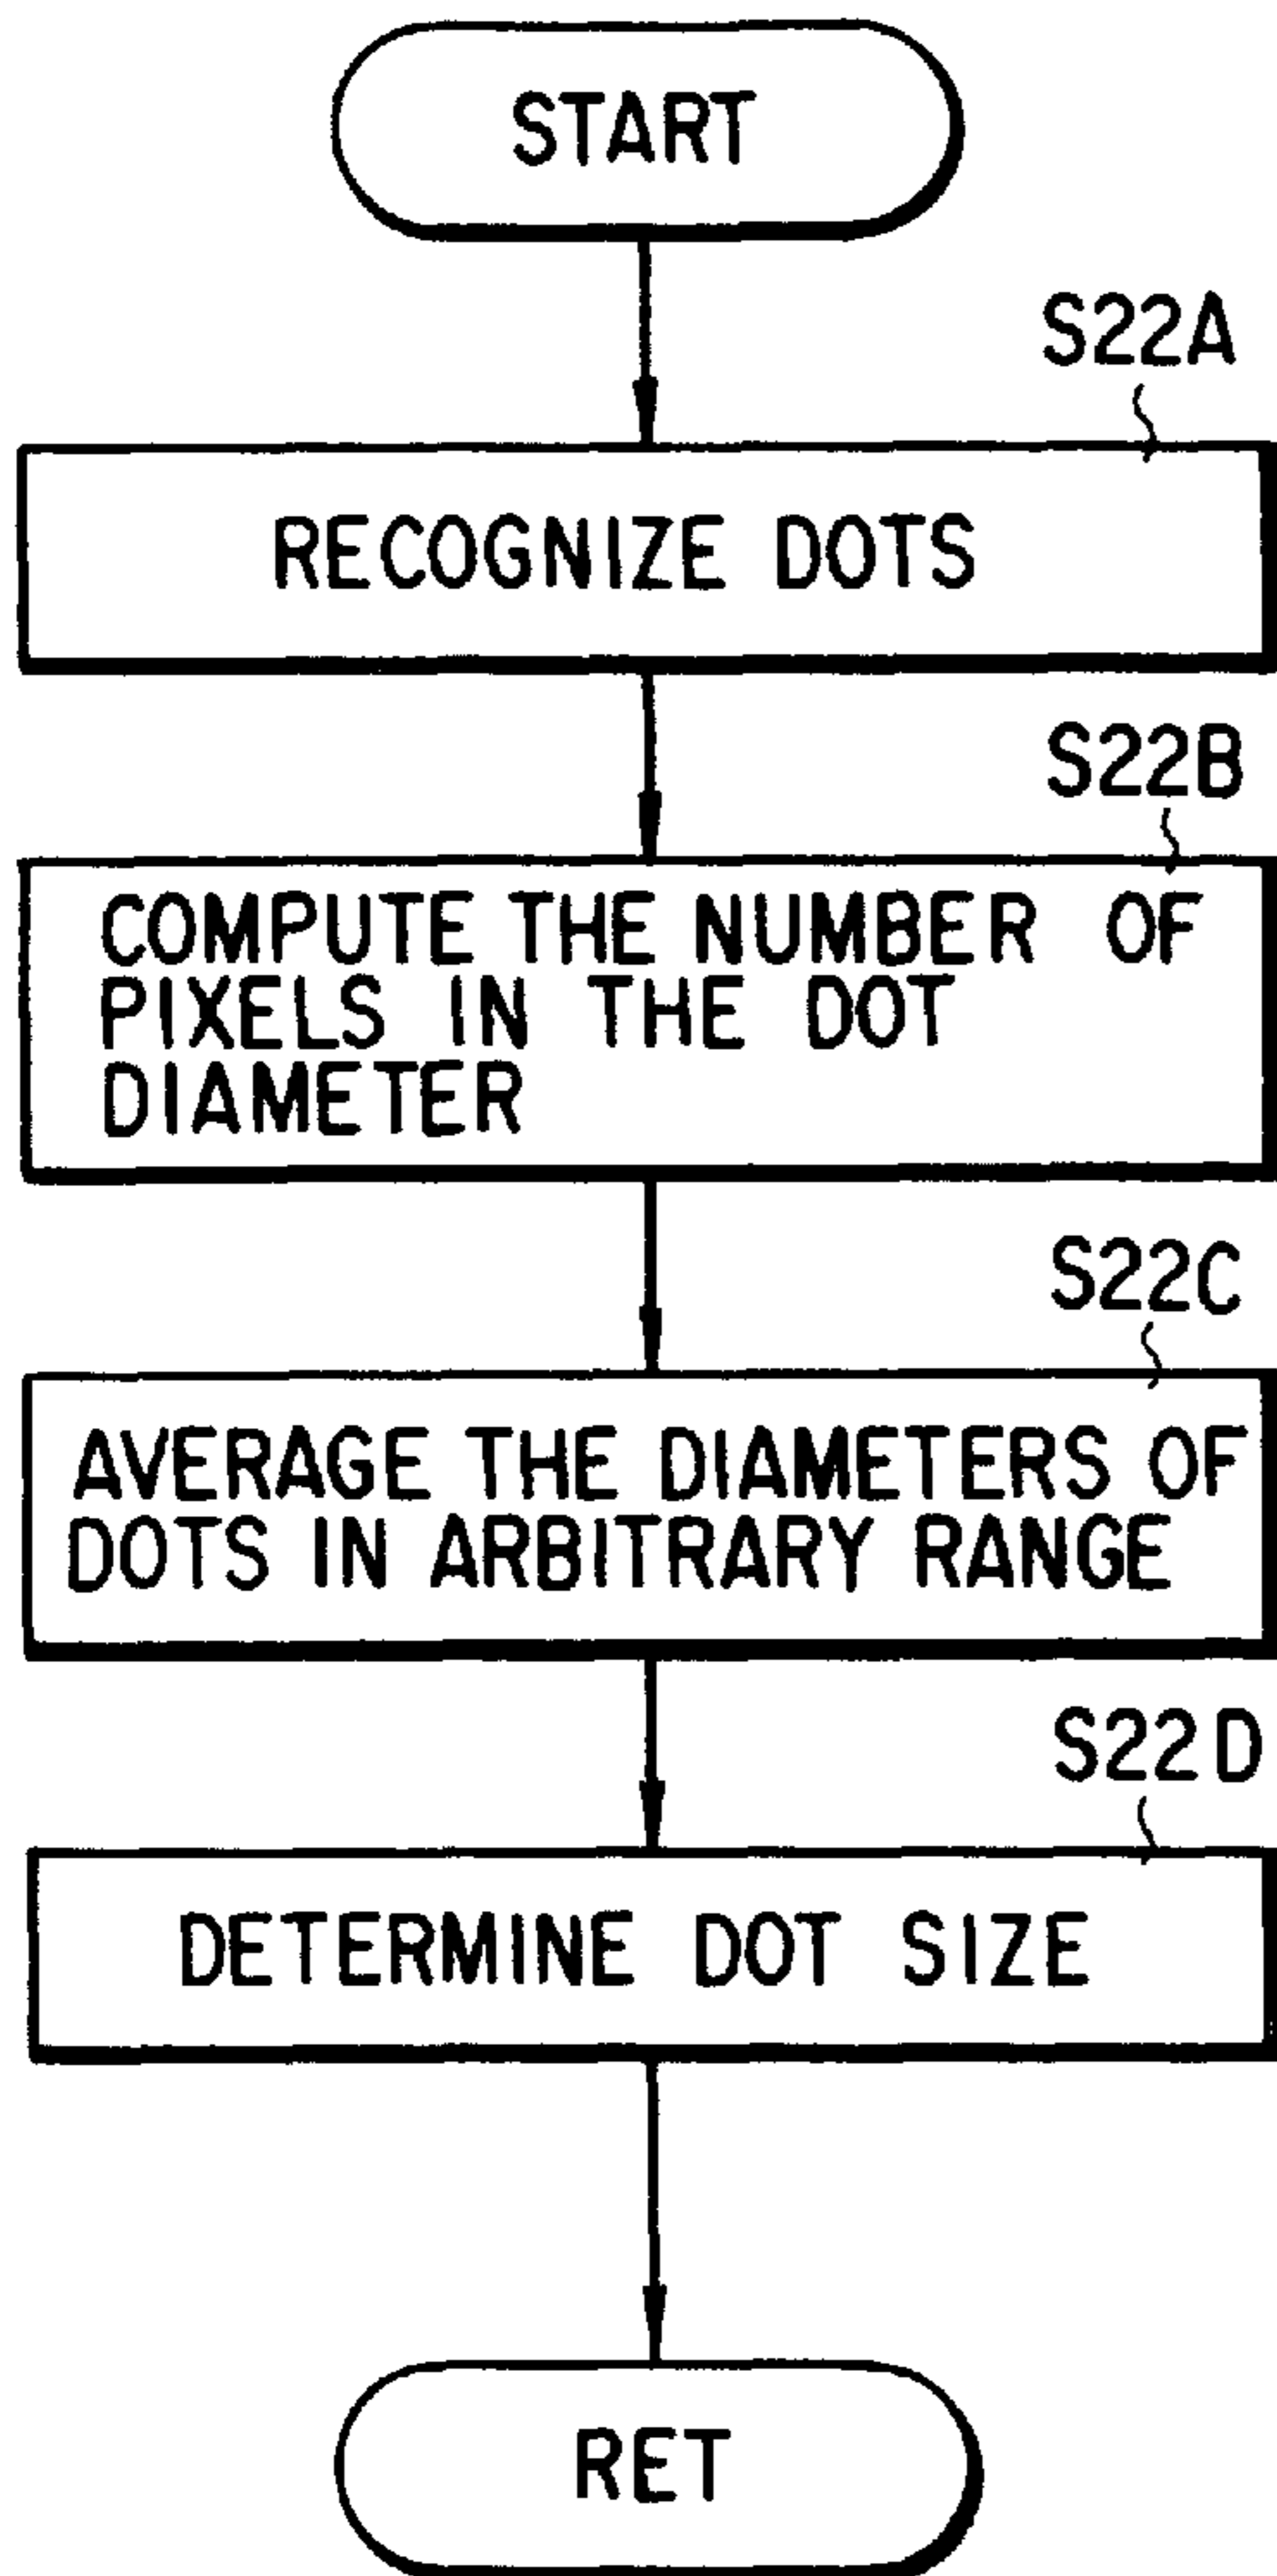 START
S22A
RECOGNIZE DOTS
S22B
COMPUTE THE NUMBER OF
PIXELS IN THE DOT
DIAMETER
S22C
AVERAGE THE DIAMETERS OF
DOTS IN ARBITRARY RANGE
S22D
DETERMINE DOT SIZE
RET